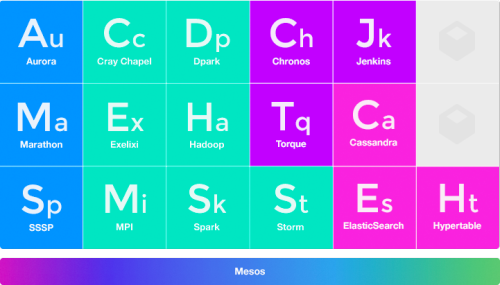 Au Cc Dp Ch Jk
Aurora Cray Chapel Dpark Chronos Jenkins
Ma Ex Ha Tq Ca
Marathon Exelixi Hadoop Torque Cassandra
Sp Mi Sk St Es Ht
SSSP MPI Spark Storm ElasticSearch Hypertable
Mesos